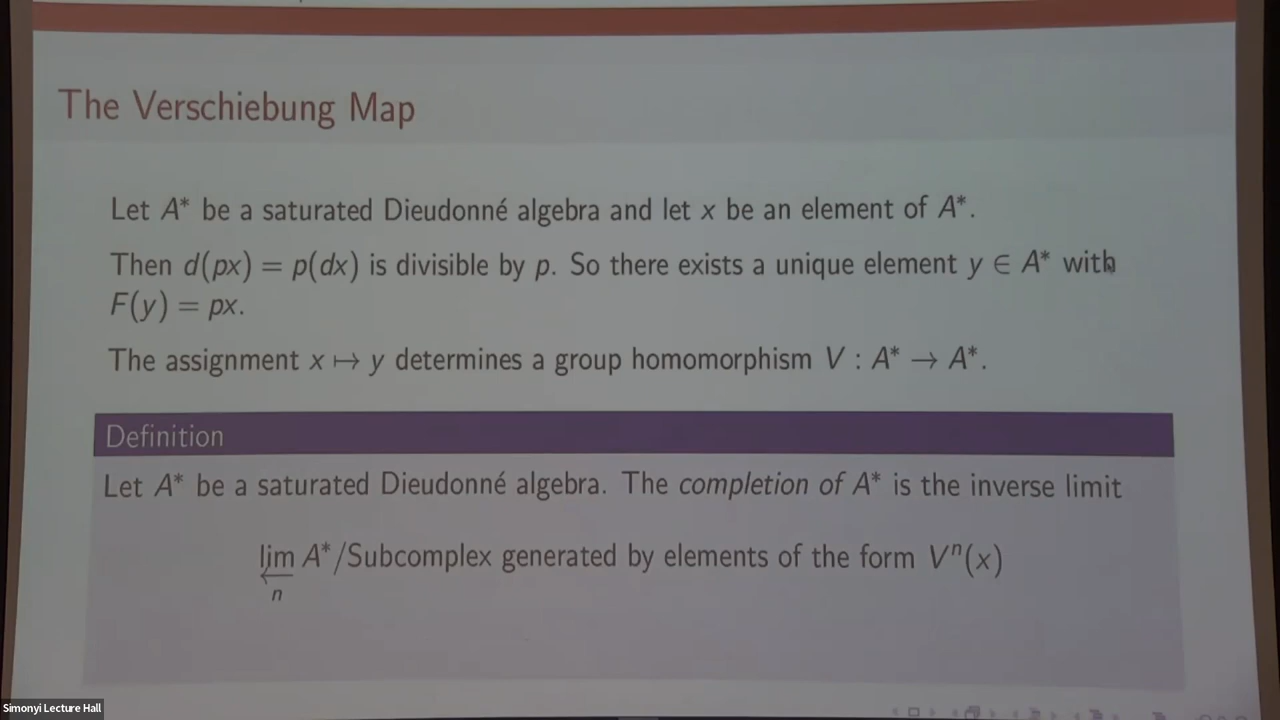 The Verschiebung Map
Let A* be a saturated Dieudonné algebra and let x be an element of A*.
Then d(px) = p(dx) is divisible by p. So there exists a unique element y ∈ A* with
F(y) = px.
The assignment x ↦ y determines a group homomorphism V : A* → A*.
Definition
Let A* be a saturated Dieudonné algebra. The completion of A* is the inverse limit
lim A*/Subcomplex generated by elements of the form Vⁿ(x)
←
n
Simonyi Lecture Hall